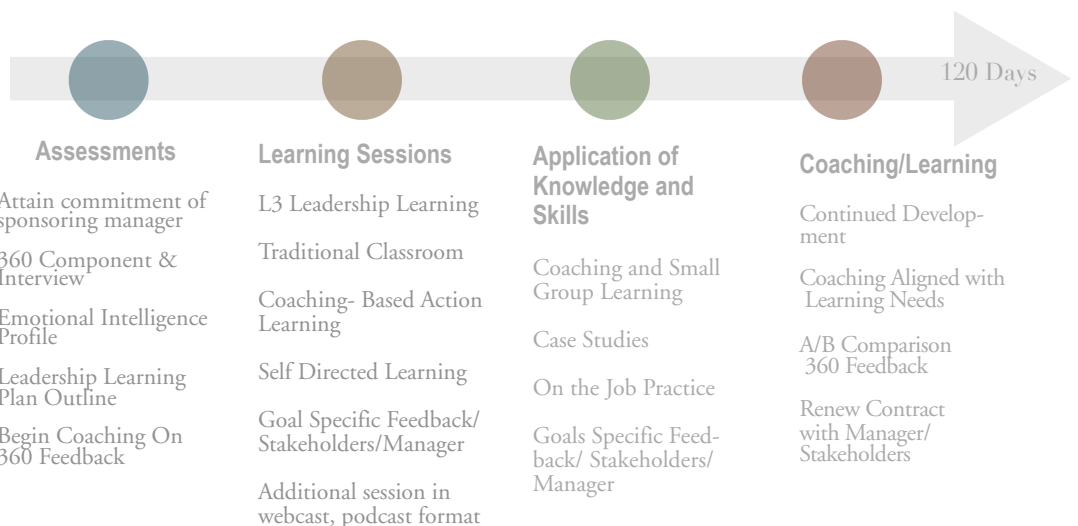 120 Days
Assessments
Attain commitment of
sponsoring manager
360 Component &
Interview
Emotional Intelligence
Profile
Leadership Learning
Plan Outline
Begin Coaching On
360 Feedback
Learning Sessions
L3 Leadership Learning
Traditional Classroom
Coaching- Based Action
Learning
Self Directed Learning
Goal Specific Feedback/
Stakeholders/Manager
Additional session in
webcast, podcast format
Application of
Knowledge and
Skills
Coaching and Small
Group Learning
Case Studies
On the Job Practice
Goals Specific Feed-
back/ Stakeholders/
Manager
Coaching/Learning
Continued Develop-
ment
Coaching Aligned with
Learning Needs
A/B Comparison
360 Feedback
Renew Contract
with Manager/
Stakeholders